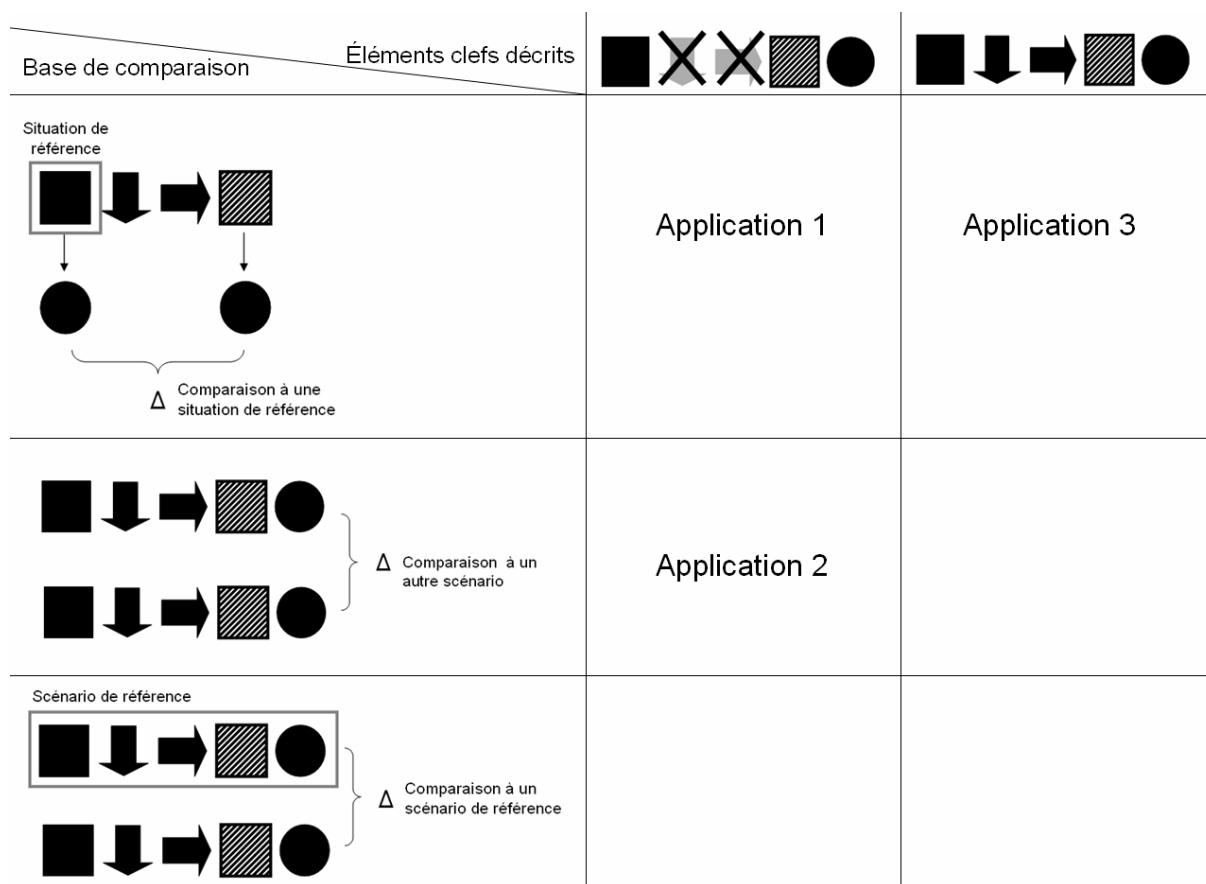 Éléments clefs décrits
Base de comparaison
Situation de
référence
Application 1
Application 3
Δ Comparaison à une
situation de référence
Δ Comparaison à un
autre scénario
Application 2
Scénario de référence
Δ Comparaison à un
scénario de référence